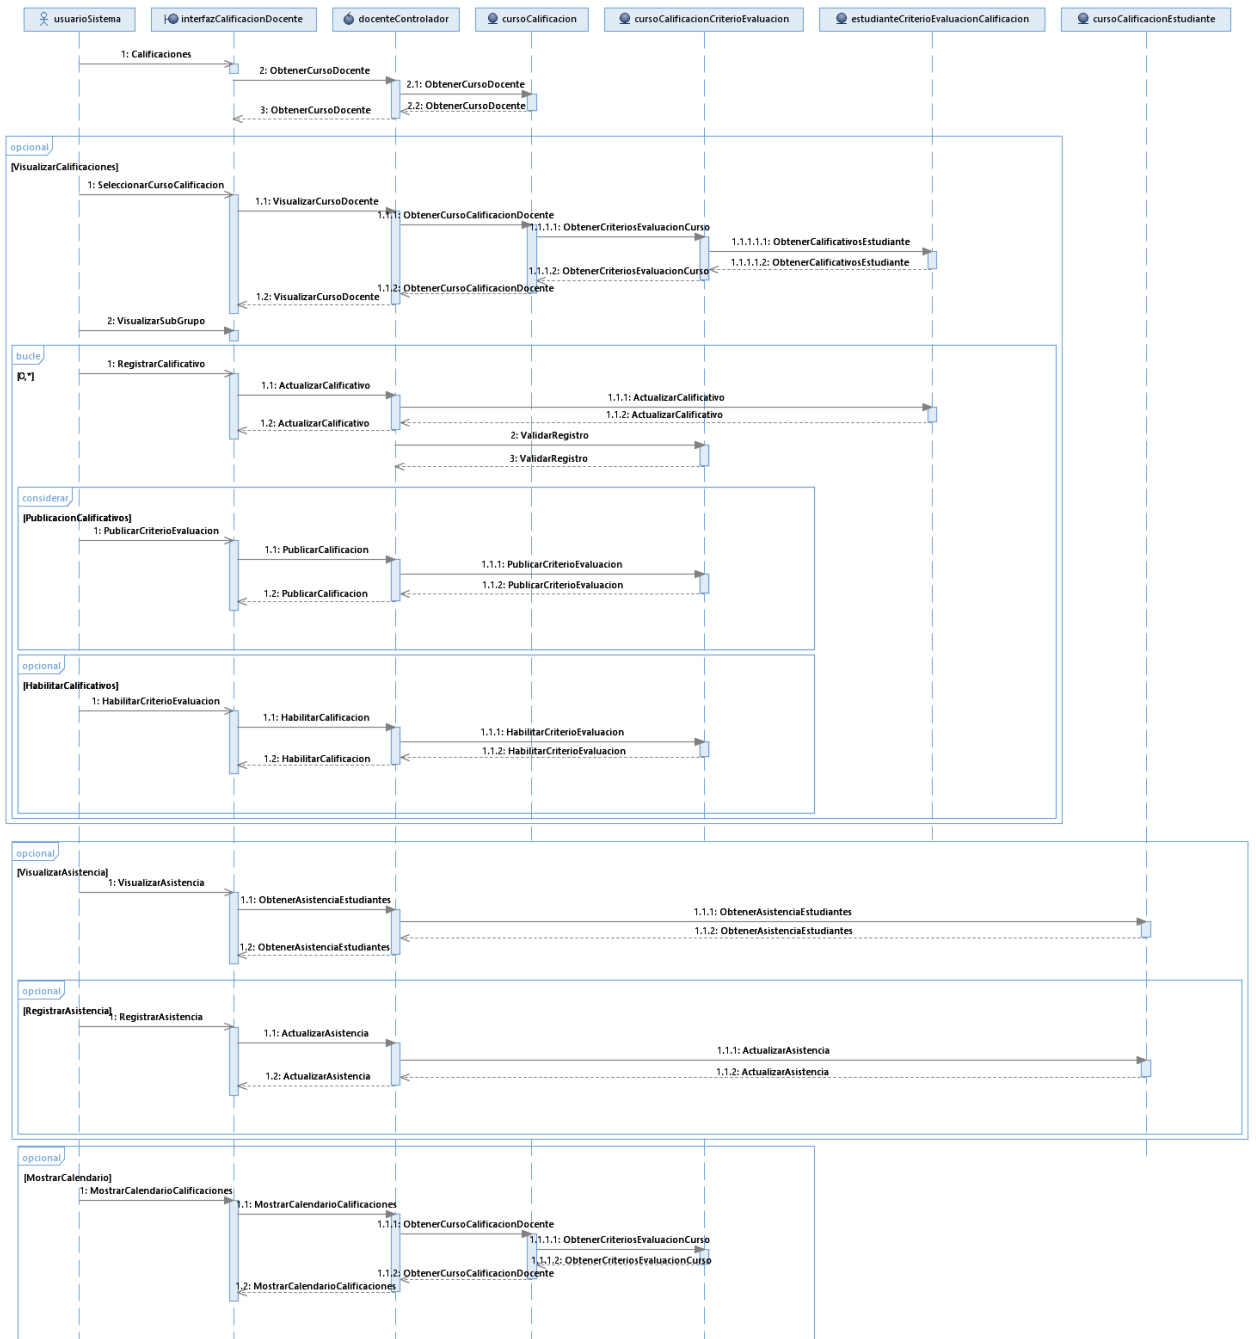 usuarioSistema
interfazCalificacionDocente
docenteControlador
cursoCalificacion
cursoCalificacionCriterioEvaluacion
estudianteCriterioEvaluacionCalificacion
cursoCalificacionEstudiante
1: Calificaciones
2: ObtenerCursoDocente
2.1: ObtenerCursoDocente
2.2: ObtenerCursoDocente
3: ObtenerCursoDocente
opcional
[VisualizarCalificaciones]
1: SeleccionarCursoCalificacion
1.1: VisualizarCursoDocente
1.1.1: ObtenerCursoCalificacionDocente
1.1.1.1: ObtenerCriteriosEvaluacionCurso
1.1.1.1.1: ObtenerCalificativosEstudiante
1.1.1.1.2: ObtenerCalificativosEstudiante
1.1.1.2: ObtenerCriteriosEvaluacionCurso
1.1.2: ObtenerCursoCalificacionDocente
1.2: VisualizarCursoDocente
2: VisualizarSubGrupo
bucle
[0,*]
1: RegistrarCalificativo
1.1: ActualizarCalificativo
1.1.1: ActualizarCalificativo
1.1.2: ActualizarCalificativo
1.2: ActualizarCalificativo
2: ValidarRegistro
3: ValidarRegistro
considerar
[PublicacionCalificativos]
1: PublicarCriterioEvaluacion
1.1: PublicarCalificacion
1.1.1: PublicarCriterioEvaluacion
1.1.2: PublicarCriterioEvaluacion
1.2: PublicarCalificacion
opcional
[HabilitarCalificativos]
1: HabilitarCriterioEvaluacion
1.1: HabilitarCalificacion
1.1.1: HabilitarCriterioEvaluacion
1.1.2: HabilitarCriterioEvaluacion
1.2: HabilitarCalificacion
opcional
[VisualizarAsistencia]
1: VisualizarAsistencia
1.1: ObtenerAsistenciaEstudiantes
1.1.1: ObtenerAsistenciaEstudiantes
1.1.2: ObtenerAsistenciaEstudiantes
1.2: ObtenerAsistenciaEstudiantes
opcional
[RegistrarAsistencia]
1: RegistrarAsistencia
1.1: ActualizarAsistencia
1.1.1: ActualizarAsistencia
1.1.2: ActualizarAsistencia
1.2: ActualizarAsistencia
opcional
[MostrarCalendario]
1: MostrarCalendarioCalificaciones
1.1: MostrarCalendarioCalificaciones
1.1.1: ObtenerCursoCalificacionDocente
1.1.1.1: ObtenerCriteriosEvaluacionCurso
1.1.1.2: ObtenerCriteriosEvaluacionCurso
1.1.2: ObtenerCursoCalificacionDocente
1.2: MostrarCalendarioCalificaciones